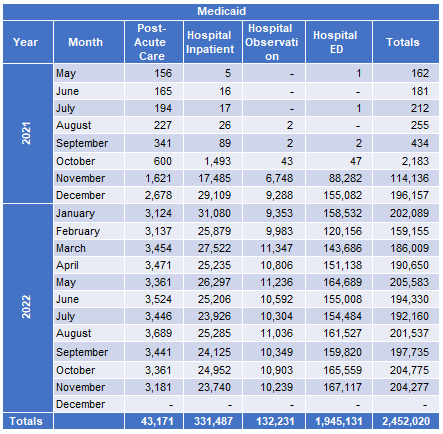 Medicaid
Year Month Post-Acute Care Hospital Inpatient Hospital Observati on Hospital ED Totals
2021
May 156 5 - 1 162
June 165 16 - - 181
July 194 17 - 1 212
August 227 26 2 - 255
September 341 89 2 2 434
October 600 1,493 43 47 2,183
November 1,621 17,485 6,748 88,282 114,136
December 2,678 29,109 9,288 155,082 196,157
2022
January 3,124 31,080 9,353 158,532 202,089
February 3,137 25,879 9,983 120,156 159,155
March 3,454 27,522 11,347 143,686 186,009
April 3,471 25,235 10,806 151,138 190,650
May 3,361 26,297 11,236 164,689 205,583
June 3,524 25,206 10,592 155,008 194,330
July 3,446 23,926 10,304 154,484 192,160
August 3,689 25,285 11,036 161,527 201,537
September 3,441 24,125 10,349 159,820 197,735
October 3,361 24,952 10,903 165,559 204,775
November 3,181 23,740 10,239 167,117 204,277
December - - - - -
Totals 43,171 331,487 132,231 1,945,131 2,452,020